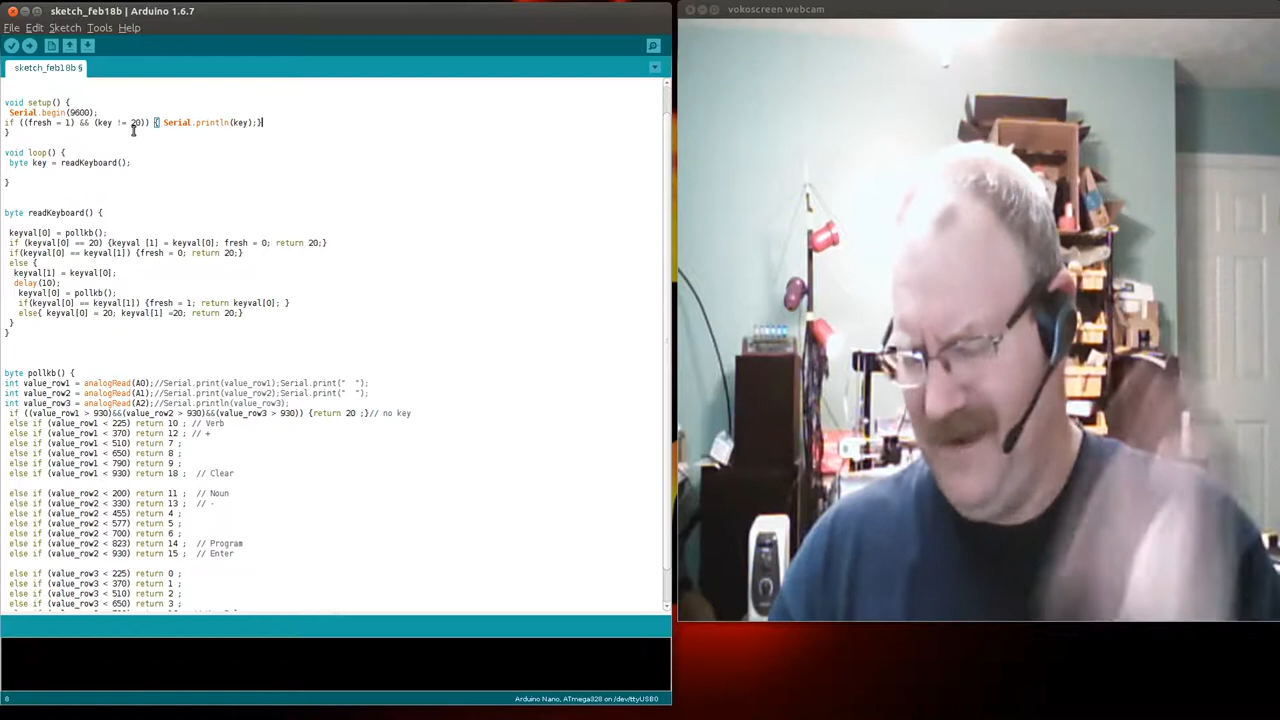 sketch_feb18b | Arduino 1.6.7
vokoscreen webcam
File Edit Sketch Tools Help
sketch_feb18b §
void setup() {
Serial.begin(9600);
if ((fresh = 1) && (key != 20)) { Serial.println(key);}
}
void loop() {
byte key = readKeyboard();
}
byte readKeyboard() {
keyval[0] = pollkb();
if (keyval[0] == 20) {keyval [1] = keyval[0]; fresh = 0; return 20;}
if(keyval[0] == keyval[1]) {fresh = 0; return 20;}
else {
keyval[1] = keyval[0];
delay(10);
keyval[0] = pollkb();
if(keyval[0] == keyval[1]) {fresh = 1; return keyval[0]; }
else{ keyval[0] = 20; keyval[1] =20; return 20;}
}
}
byte pollkb() {
int value_row1 = analogRead(A0);//Serial.print(value_row1);Serial.print("  ");
int value_row2 = analogRead(A1);//Serial.print(value_row2);Serial.print("  ");
int value_row3 = analogRead(A2);//Serial.println(value_row3);
if ((value_row1 > 930)&&(value_row2 > 930)&&(value_row3 > 930)) {return 20 ;}// no key
else if (value_row1 < 225) return 10 ; // Verb
else if (value_row1 < 370) return 12 ; // +
else if (value_row1 < 510) return 7 ;
else if (value_row1 < 650) return 8 ;
else if (value_row1 < 790) return 9 ;
else if (value_row1 < 930) return 18 ;  // Clear
else if (value_row2 < 200) return 11 ;  // Noun
else if (value_row2 < 330) return 13 ;  // -
else if (value_row2 < 455) return 4 ;
else if (value_row2 < 577) return 5 ;
else if (value_row2 < 700) return 6 ;
else if (value_row2 < 823) return 14 ;  // Program
else if (value_row2 < 930) return 15 ;  // Enter
else if (value_row3 < 225) return 0 ;
else if (value_row3 < 370) return 1 ;
else if (value_row3 < 510) return 2 ;
else if (value_row3 < 650) return 3 ;
8
Arduino Nano, ATmega328 on /dev/ttyUSB0